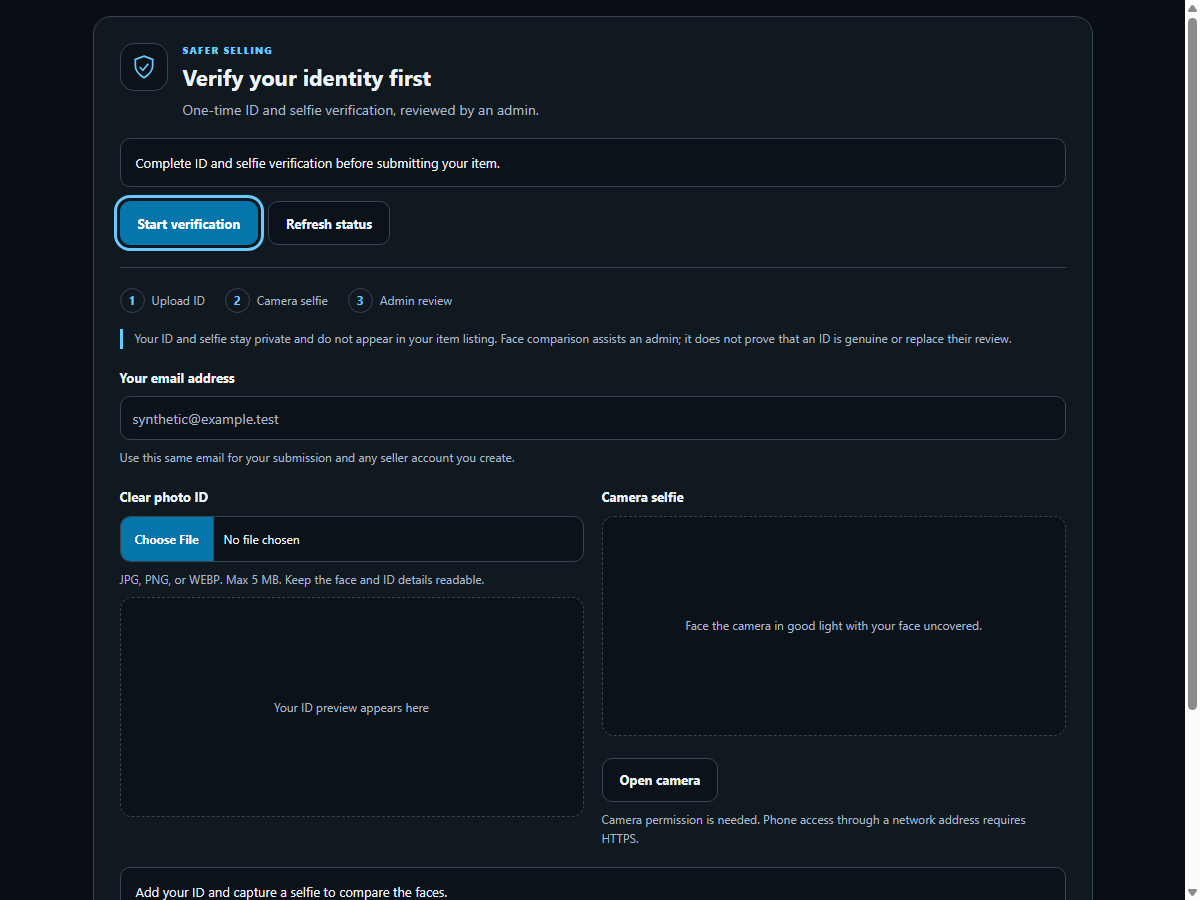 SAFER SELLING
Verify your identity first
One-time ID and selfie verification, reviewed by an admin.
Complete ID and selfie verification before submitting your item.
Start verification
Refresh status
1 Upload ID
2 Camera selfie
3 Admin review
Your ID and selfie stay private and do not appear in your item listing. Face comparison assists an admin; it does not prove that an ID is genuine or replace their review.
Your email address
synthetic@example.test
Use this same email for your submission and any seller account you create.
Clear photo ID
Choose File No file chosen
JPG, PNG, or WEBP. Max 5 MB. Keep the face and ID details readable.
Your ID preview appears here
Camera selfie
Face the camera in good light with your face uncovered.
Open camera
Camera permission is needed. Phone access through a network address requires
HTTPS.
Add your ID and capture a selfie to compare the faces.